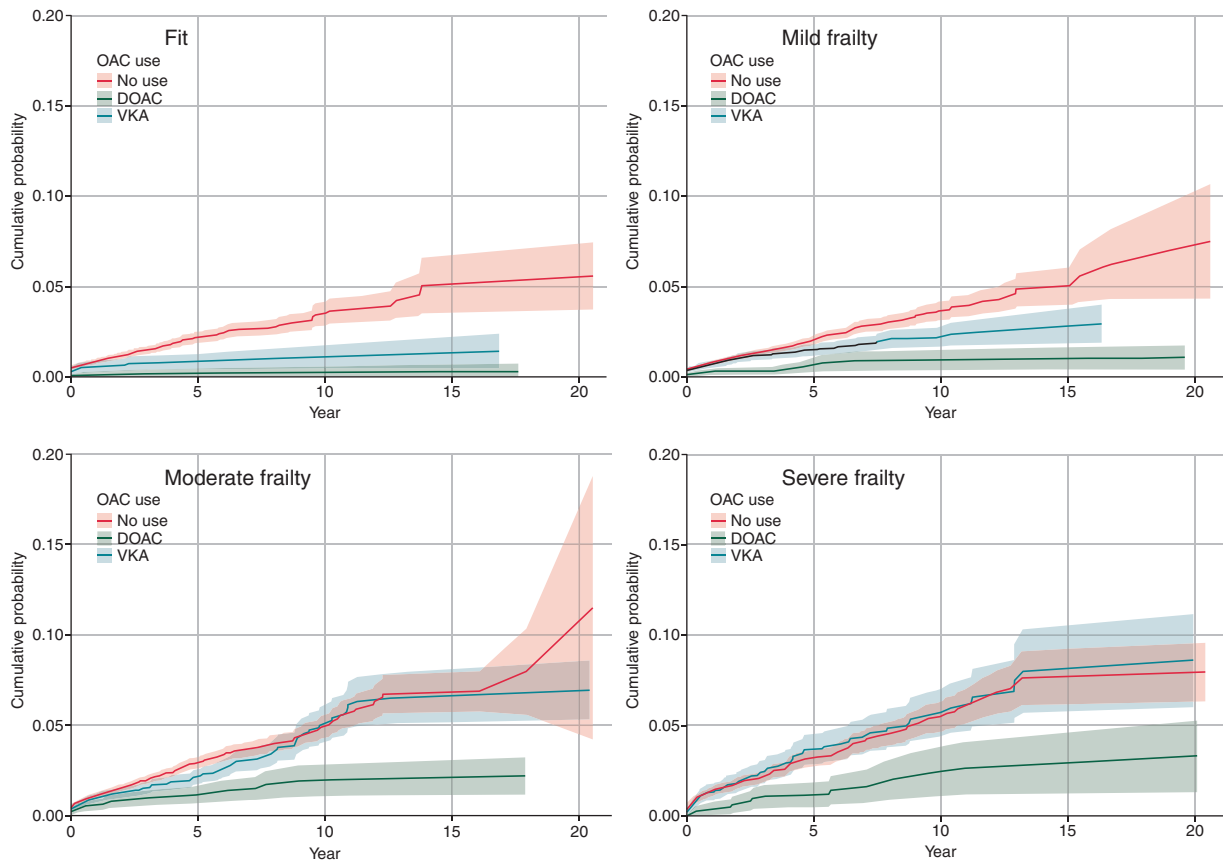 Fit
OAC use
No use
DOAC
VKA
Cumulative probability
0.20
0.15
0.10
0.05
0.00
0 5 10 15 20
Year
Mild frailty
OAC use
No use
DOAC
VKA
Cumulative probability
0.20
0.15
0.10
0.05
0.00
0 5 10 15 20
Year
Moderate frailty
OAC use
No use
DOAC
VKA
Cumulative probability
0.20
0.15
0.10
0.05
0.00
0 5 10 15 20
Year
Severe frailty
OAC use
No use
DOAC
VKA
Cumulative probability
0.20
0.15
0.10
0.05
0.00
0 5 10 15 20
Year